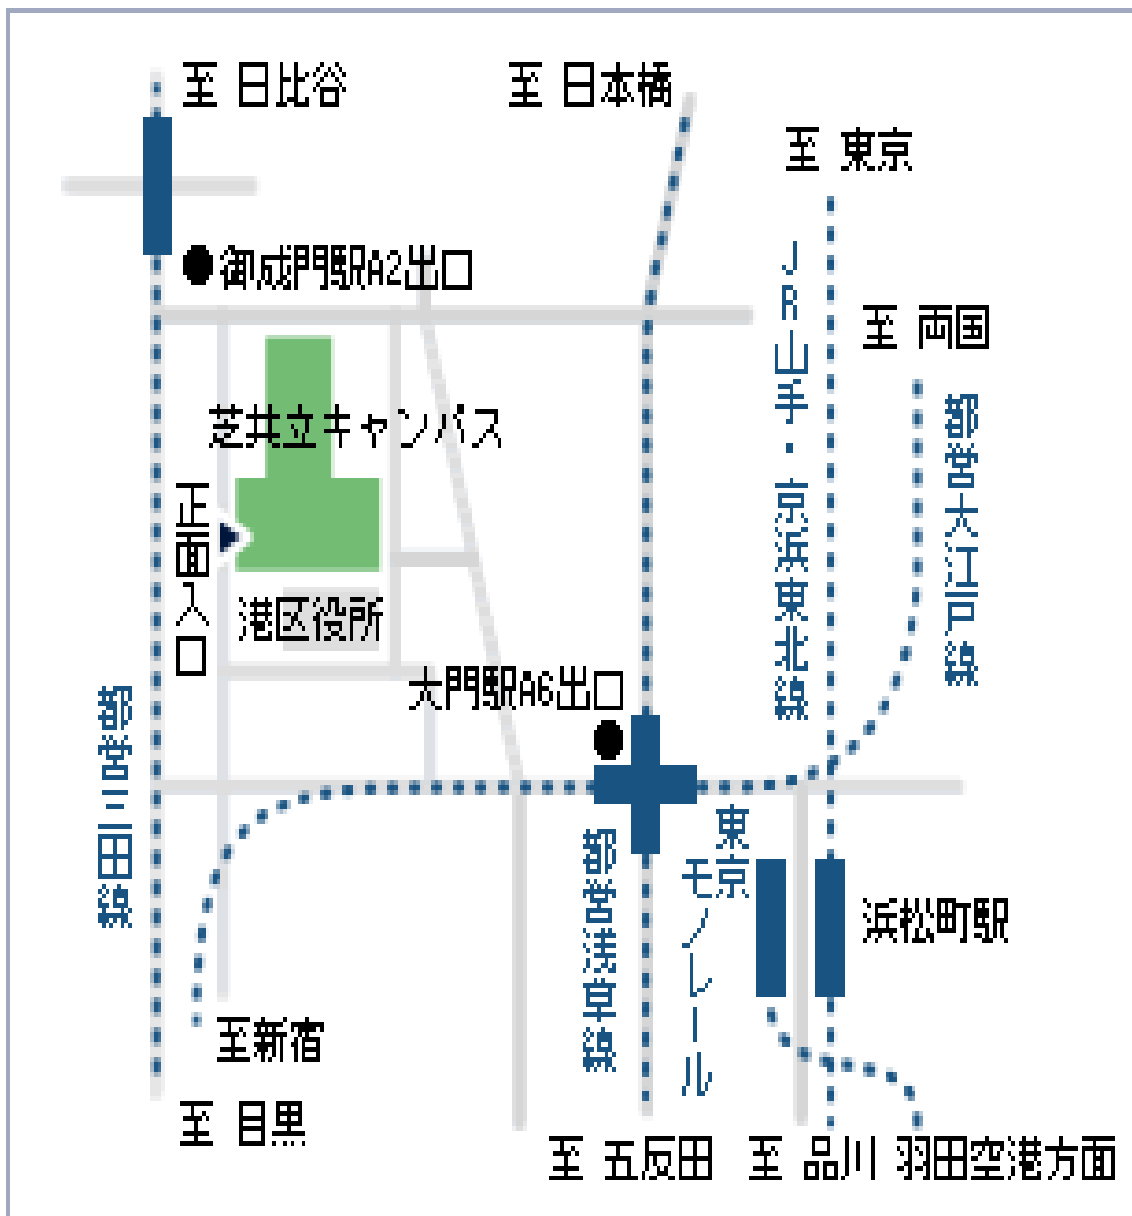 至 日比谷
至 日本橋
至 東京
御成門駅A2出口
至 両国
JR山手・京浜東北線
都営大江戸線
芝共立キャンパス
正面入口
港区役所
大門駅A6出口
都営三田線
都営浅草線
東京
モノレール
浜松町駅
至新宿
至 目黒
至 五反田
至 品川
羽田空港方面